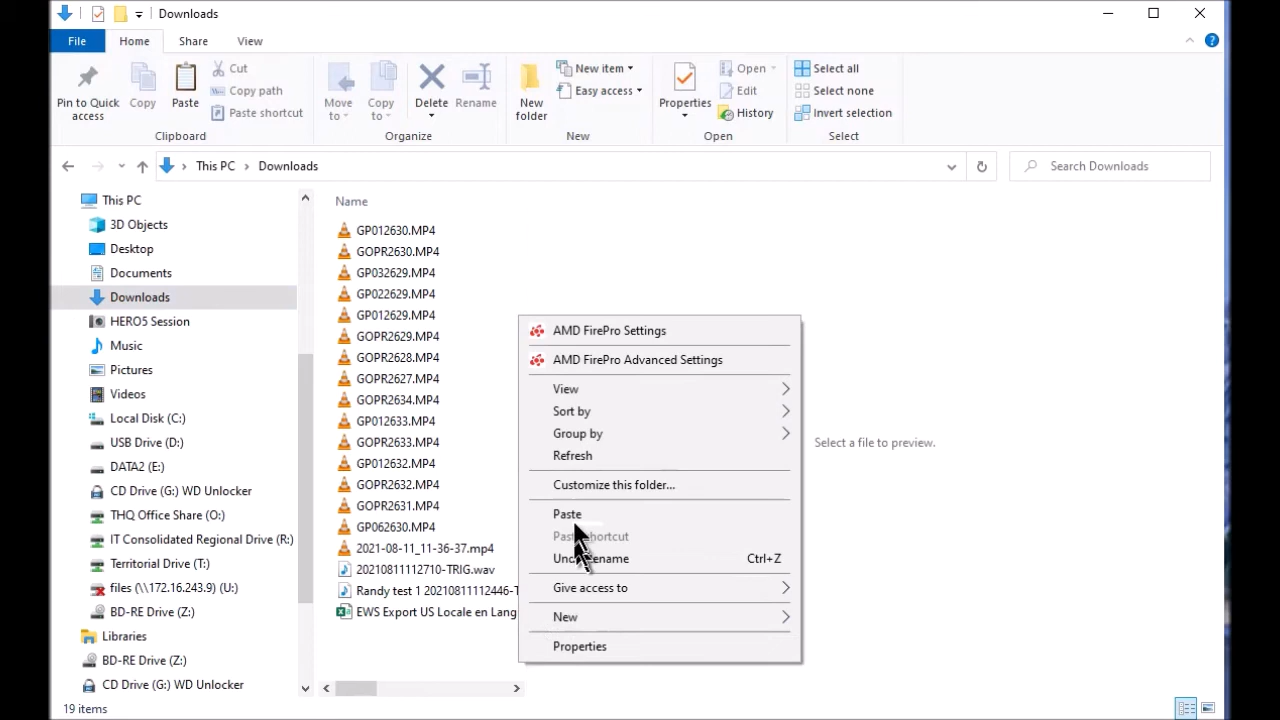 Downloads
File Home Share View
Pin to Quick access
Copy
Paste
Cut
Copy path
Paste shortcut
Clipboard
Move to
Copy to
Delete
Rename
Organize
New folder
New item
Easy access
New
Properties
Open
Edit
History
Open
Select all
Select none
Invert selection
Select
This PC > Downloads
Search Downloads
This PC
3D Objects
Desktop
Documents
Downloads
HERO5 Session
Music
Pictures
Videos
Local Disk (C:)
USB Drive (D:)
DATA2 (E:)
CD Drive (G:) WD Unlocker
THQ Office Share (O:)
IT Consolidated Regional Drive (R:)
Territorial Drive (T:)
files (\\172.16.243.9) (U:)
BD-RE Drive (Z:)
Libraries
BD-RE Drive (Z:)
CD Drive (G:) WD Unlocker
Name
GP012630.MP4
GOPR2630.MP4
GP032629.MP4
GP022629.MP4
GP012629.MP4
GOPR2629.MP4
GOPR2628.MP4
GOPR2627.MP4
GOPR2634.MP4
GP012633.MP4
GOPR2633.MP4
GP012632.MP4
GOPR2632.MP4
GOPR2631.MP4
GP062630.MP4
2021-08-11_11-36-37.mp4
20210811112710-TRIG.wav
Randy test 1 20210811112446-T
EWS Export US Locale en Lang
AMD FirePro Settings
AMD FirePro Advanced Settings
View
Sort by
Group by
Refresh
Customize this folder...
Paste
Paste shortcut
Undo Rename Ctrl+Z
Give access to
New
Properties
Select a file to preview.
19 items